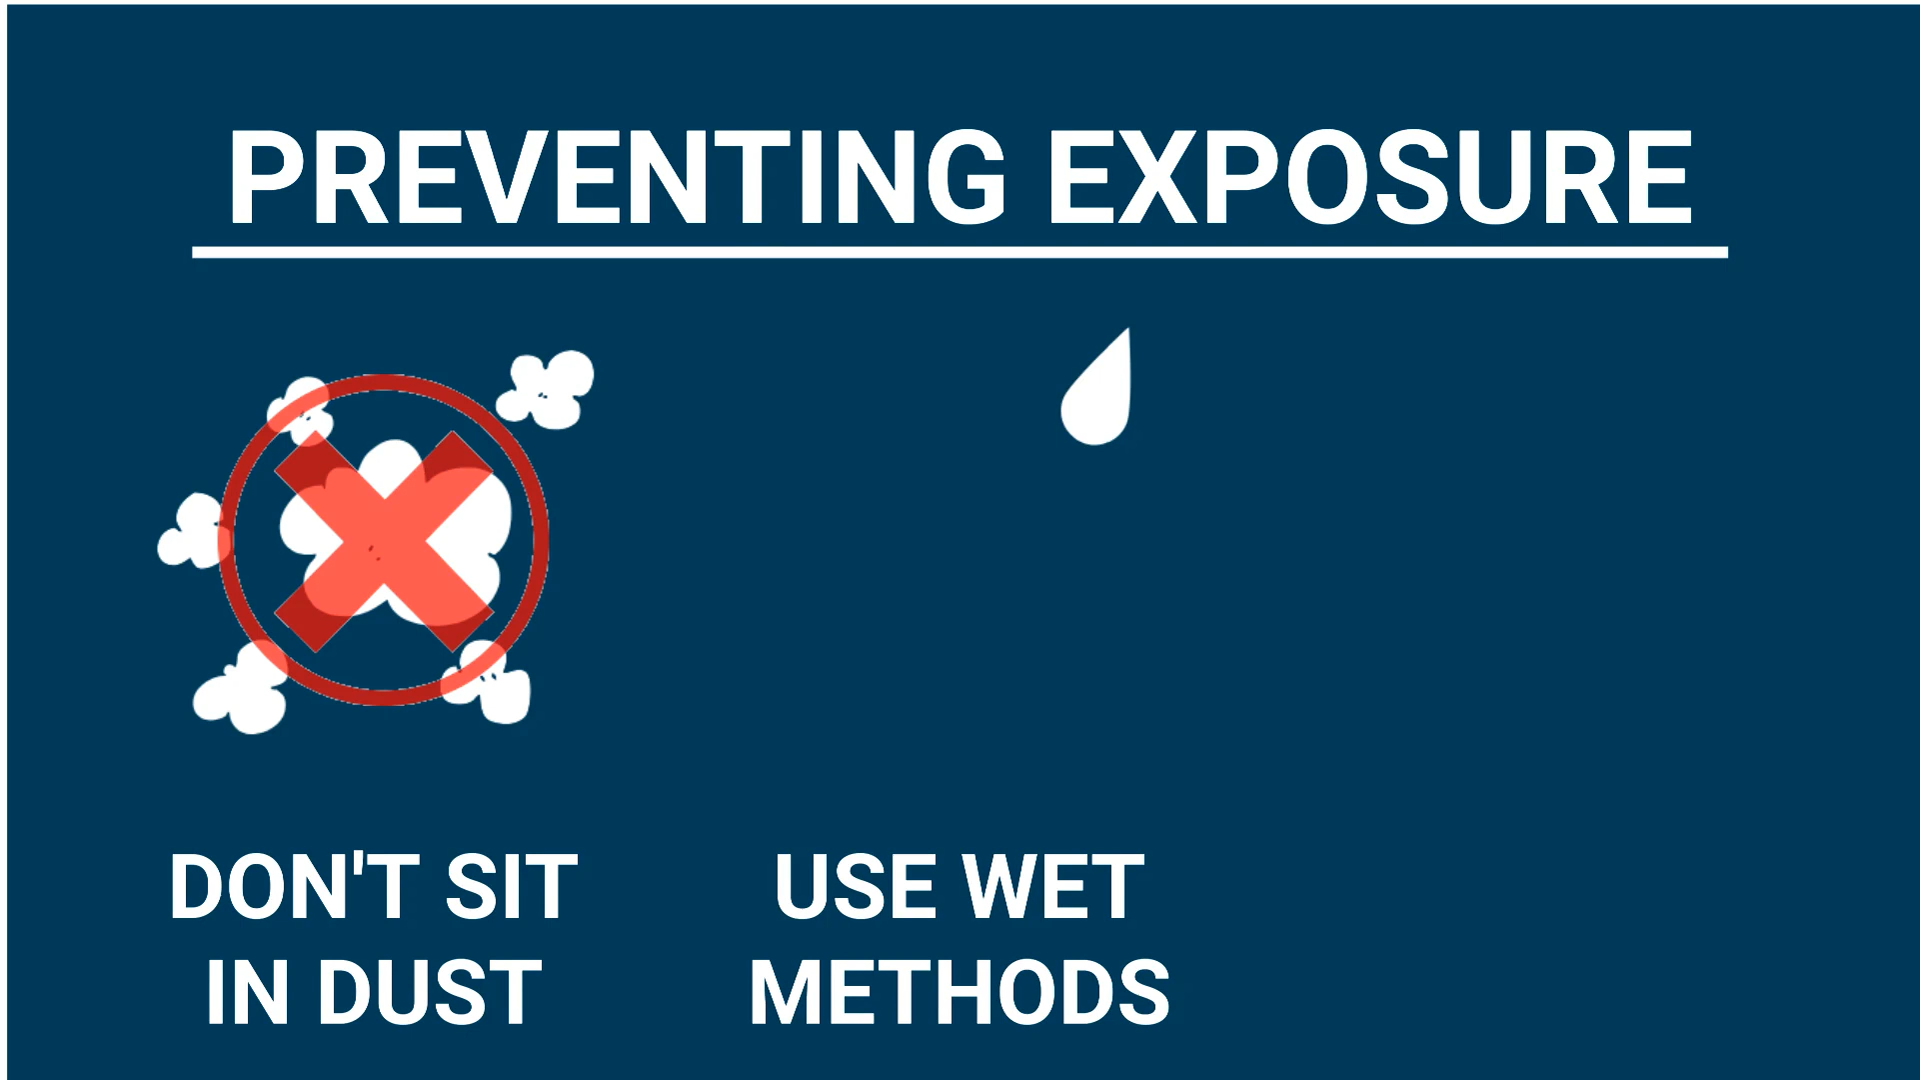 PREVENTING EXPOSURE
DON'T SIT
IN DUST
USE WET
METHODS